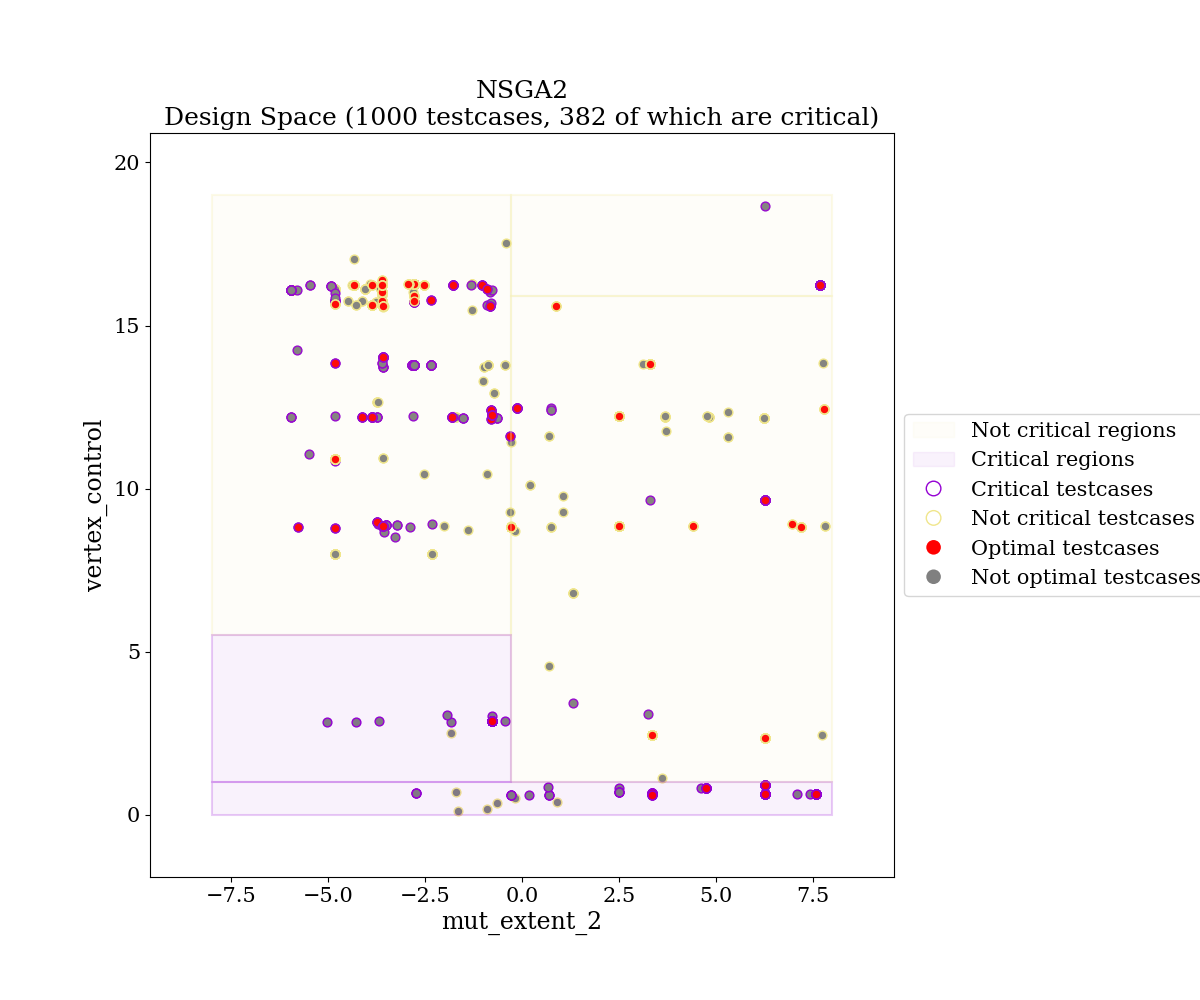 NSGA2
Design Space (1000 testcases, 382 of which are critical)
20
15
10
5
0
vertex_control
−7.5
−5.0
−2.5
0.0
2.5
5.0
7.5
mut_extent_2
Not critical regions
Critical regions
Critical testcases
Not critical testcases
Optimal testcases
Not optimal testcases